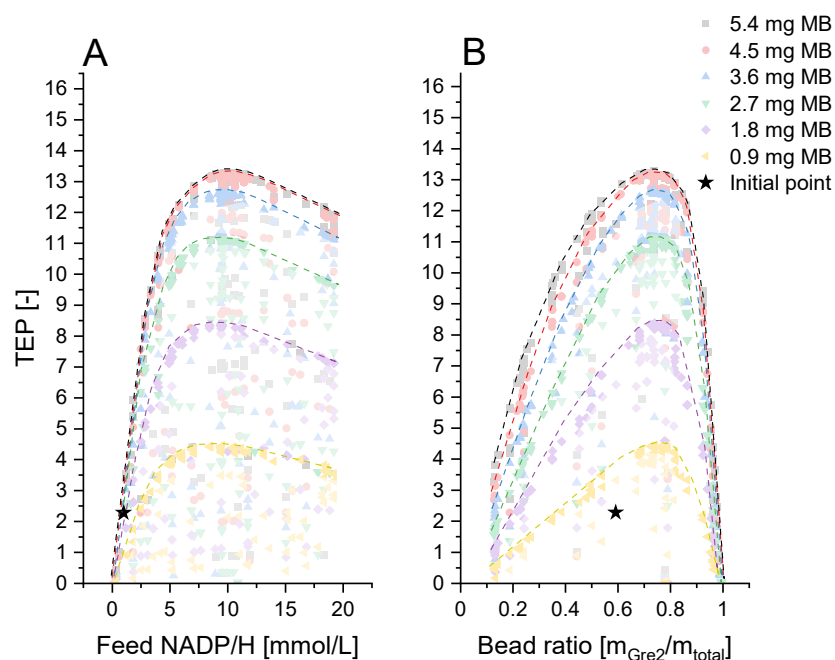 A
B
5.4 mg MB
4.5 mg MB
3.6 mg MB
2.7 mg MB
1.8 mg MB
0.9 mg MB
Initial point
TEP [-]
16
15
14
13
12
11
10
9
8
7
6
5
4
3
2
1
0
0 5 10 15 20
Feed NADP/H [mmol/L]
16
15
14
13
12
11
10
9
8
7
6
5
4
3
2
1
0
0 0.2 0.4 0.6 0.8 1
Bead ratio [m_Gre2/m_total]